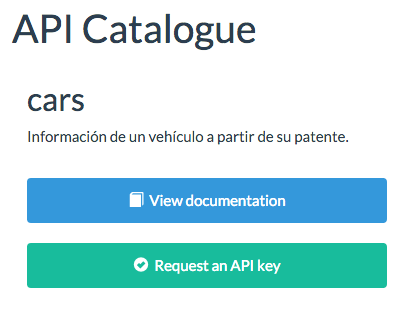 API Catalogue
cars
Información de un vehículo a partir de su patente.
View documentation
Request an API key